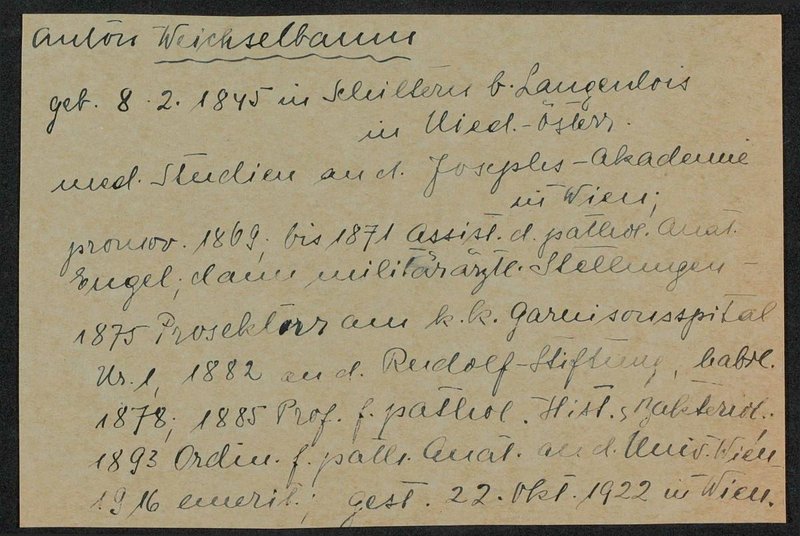 Anton Weichselbaum
geb. 8.2.1845 in Schiltern b. Langenlois
in Nied.-Österr.
med. Studien an d. Josephs-Akademie
in Wien;
promov. 1869; bis 1871 Assist. d. pathol. Anat.
Engel; dann militärärztl. Stellungen -
1875 Prosektor am k.k. Garnisonsspital
Nr. 1, 1882 an d. Rudolf-Stiftung, habil.
1878; 1885 Prof. f. pathol. Hist. u. Bakteriol.;
1893 Ordin. f. path. Anat. an d. Univ. Wien
1916 emerit.; gest. 22. Okt. 1922 in Wien.